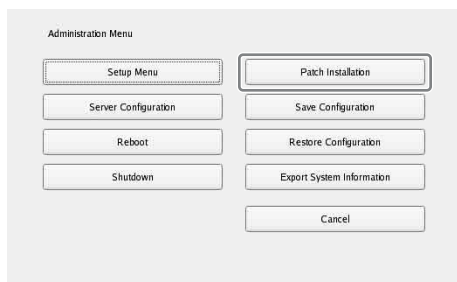 Administration Menu
Setup Menu
Patch Installation
Server Configuration
Save Configuration
Reboot
Restore Configuration
Shutdown
Export System Information
Cancel